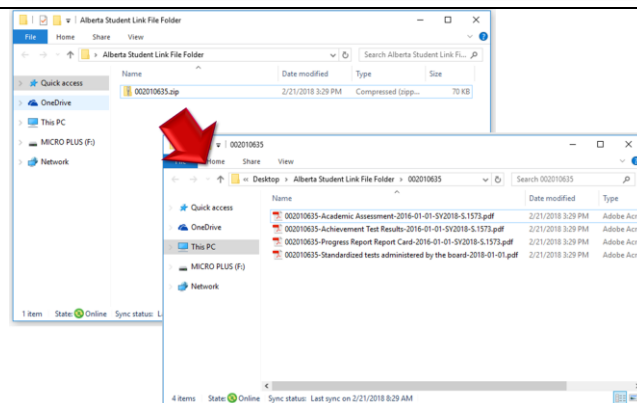 Alberta Student Link File Folder
File Home Share View
Alberta Student Link File Folder Search Alberta Student Link Fi...
Name Date modified Type Size
Quick access
002010635.zip 2/21/2018 3:29 PM Compressed (zipp... 70 KB
OneDrive
This PC
MICRO PLUS (F:)
Network
1 item State: Online Sync status: L
002010635
Home Share View
« Desktop > Alberta Student Link File Folder > 002010635 Search 002010635
Name Date modified Type
Quick access
002010635-Academic Assessment-2016-01-01-SY2018-S.1573.pdf 2/21/2018 3:29 PM Adobe Acr
002010635-Achievement Test Results-2016-01-01-SY2018-S.1573.pdf 2/21/2018 3:29 PM Adobe Acr
OneDrive
002010635-Progress Report Report Card-2016-01-01-SY2018-S.1573.pdf 2/21/2018 3:29 PM Adobe Acr
This PC
002010635-Standardized tests administered by the board-2018-01-01.pdf 2/21/2018 3:29 PM Adobe Acr
MICRO PLUS (F:)
Network
4 items State: Online Sync status: Last sync on 2/21/2018 8:29 AM